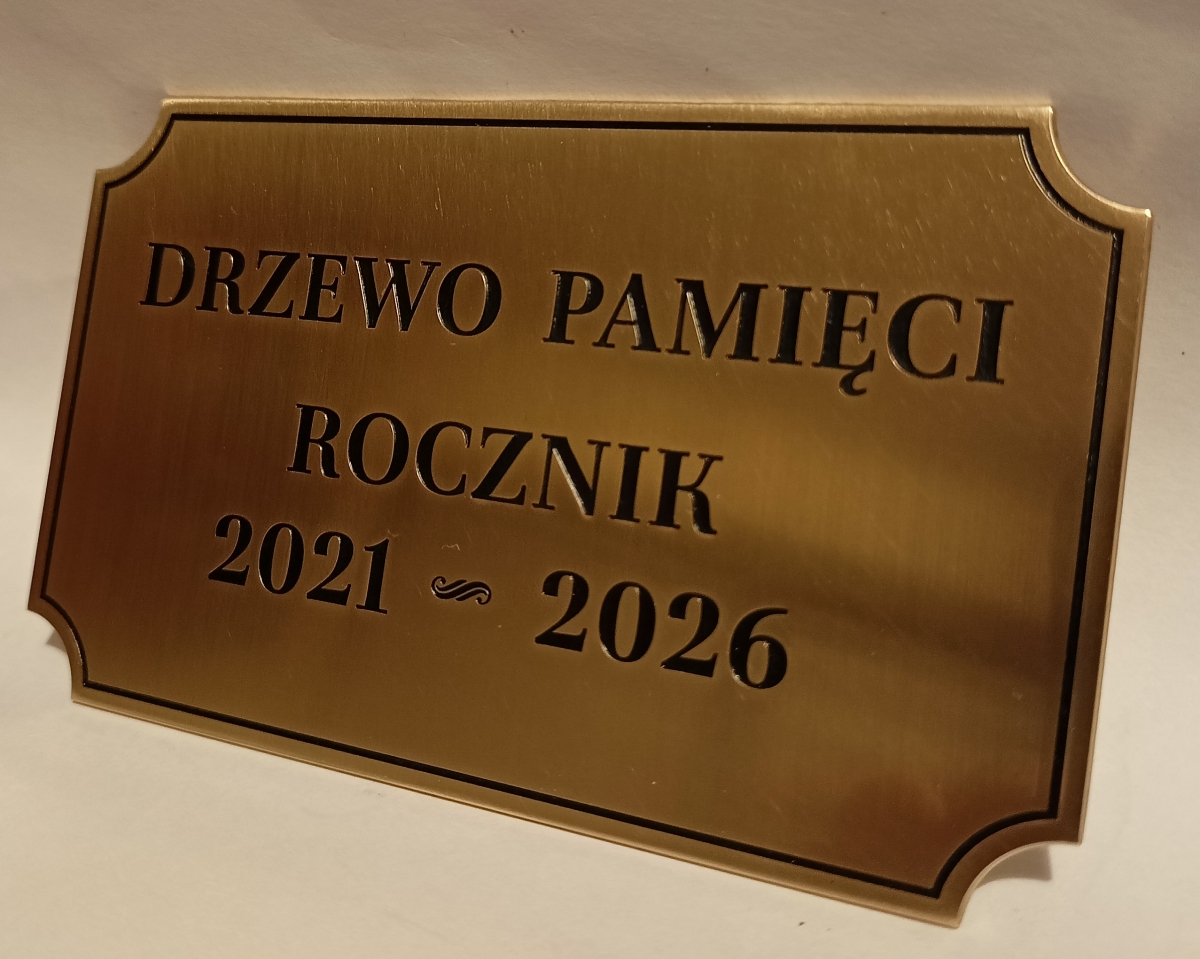 DRZEWO PAMIĘCI
ROCZNIK
2021 ~ 2026